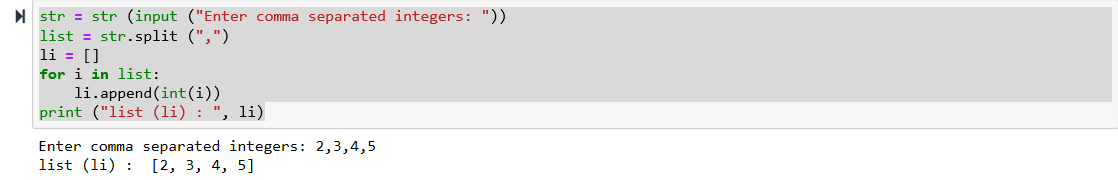 str = str (input ("Enter comma separated integers: "))
list = str.split (",")
li = []
for i in list:
    li.append(int(i))
print ("list (li) : ", li)
Enter comma separated integers: 2,3,4,5
list (li) :  [2, 3, 4, 5]